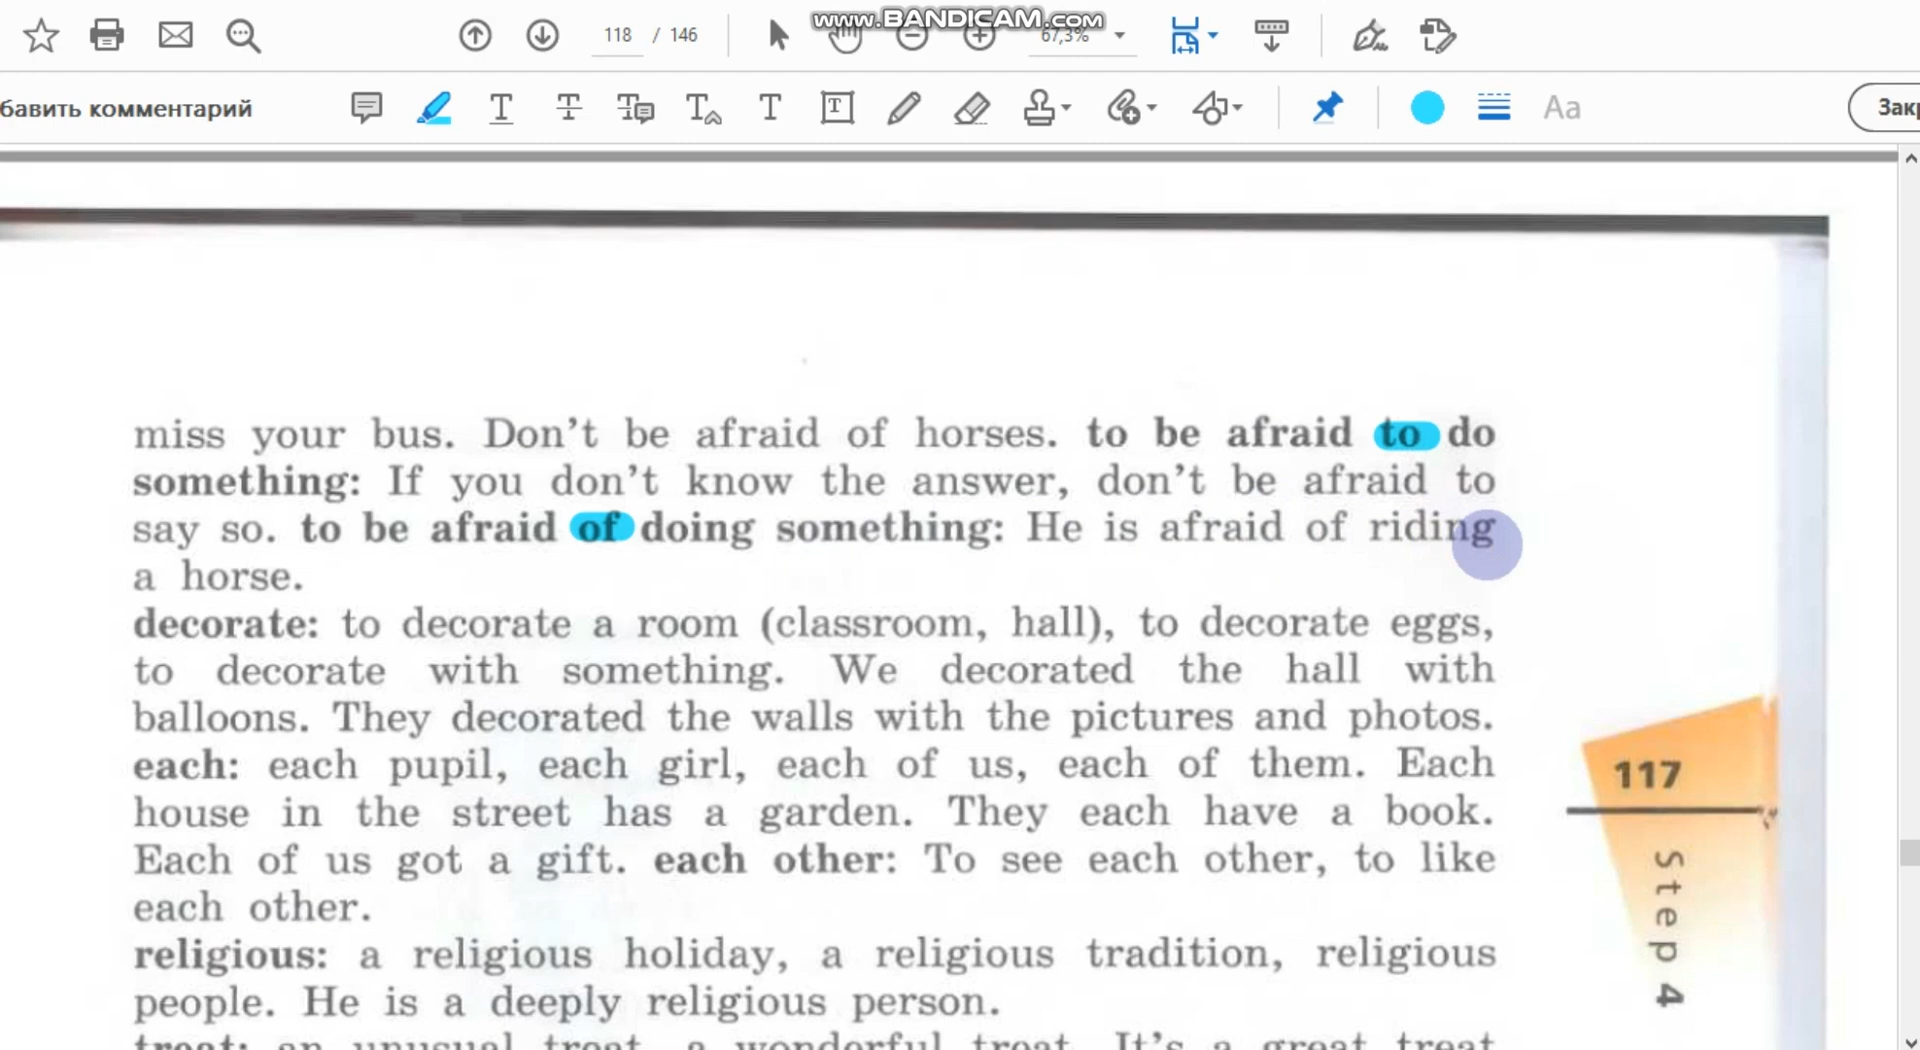 www.BANDICAM.com
118 / 146
67,3%
бавить комментарий
Aa
Зак
miss your bus. Don't be afraid of horses. to be afraid to do
something: If you don't know the answer, don't be afraid to
say so. to be afraid of doing something: He is afraid of riding
a horse.
decorate: to decorate a room (classroom, hall), to decorate eggs,
to decorate with something. We decorated the hall with
balloons. They decorated the walls with the pictures and photos.
each: each pupil, each girl, each of us, each of them. Each
house in the street has a garden. They each have a book.
Each of us got a gift. each other: To see each other, to like
each other.
religious: a religious holiday, a religious tradition, religious
people. He is a deeply religious person.
treat: an unusual treat, a wonderful treat. It's a great treat
117
Step 4